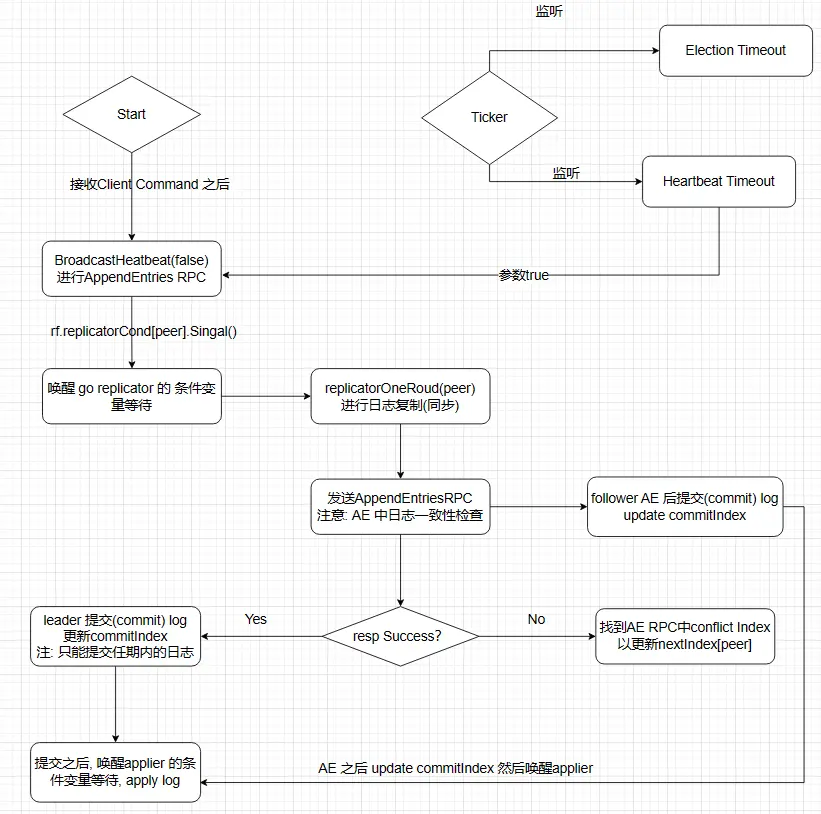 监听
Election Timeout
Start
Ticker
监听
Heartbeat Timeout
接收Client Command 之后
BroadcastHeatbeat(false)
进行AppendEntries RPC
参数true
rf.replicatorCond[peer].Singal()
唤醒 go replicator 的 条件变
量等待
replicatorOneRoud(peer)
进行日志复制(同步)
发送AppendEntriesRPC
注意: AE 中日志一致性检查
follower AE 后提交(commit) log
update commitIndex
leader 提交(commit) log
更新commitIndex
注: 只能提交任期内的日志
Yes
resp Success?
No
找到AE RPC中conflict Index
以更新nextIndex[peer]
提交之后, 唤醒applier 的条
件变量等待, apply log
AE 之后 update commitIndex 然后唤醒applier